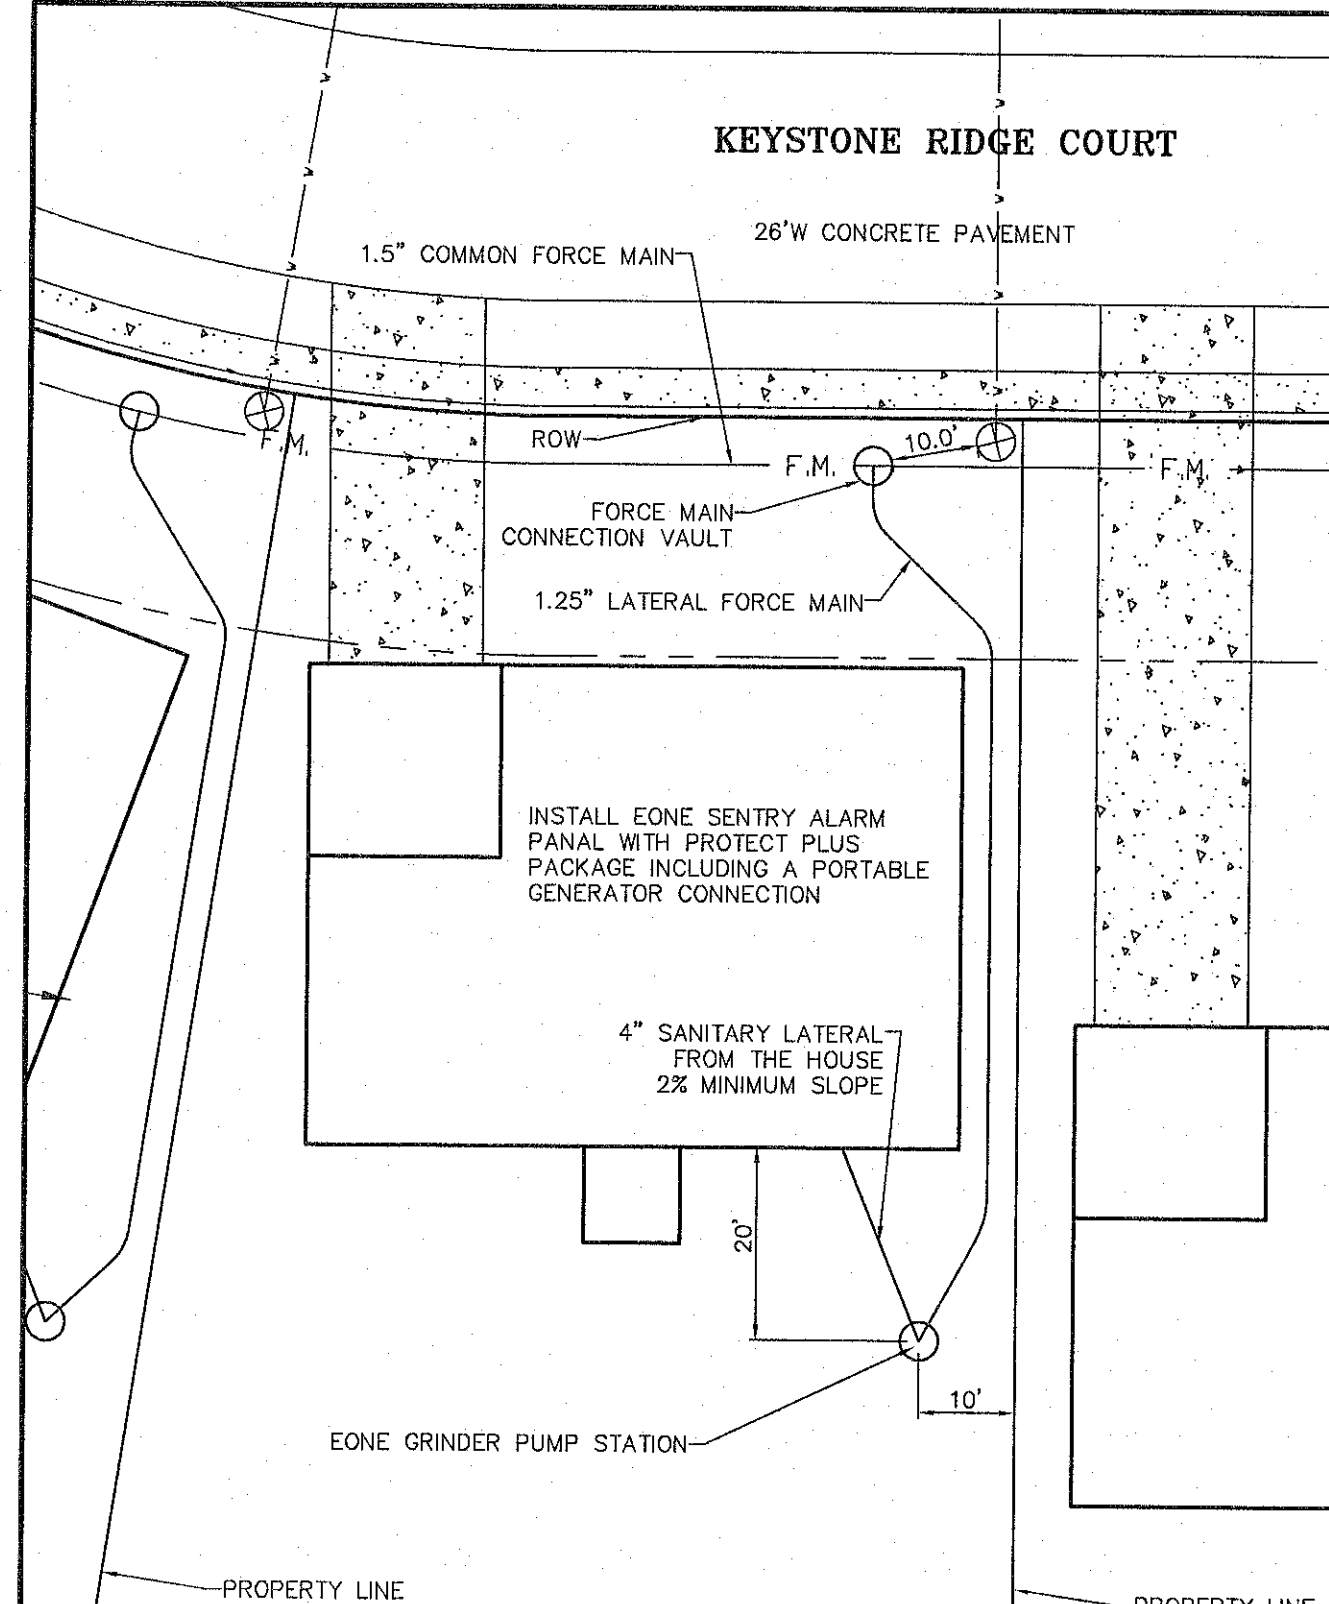 KEYSTONE RIDGE COURT
26'W CONCRETE PAVEMENT
1.5" COMMON FORCE MAIN
F.M.
ROW
10.0'
F.M.
F.M.
FORCE MAIN
CONNECTION VAULT
1.25" LATERAL FORCE MAIN
INSTALL EONE SENTRY ALARM
PANAL WITH PROTECT PLUS
PACKAGE INCLUDING A PORTABLE
GENERATOR CONNECTION
4" SANITARY LATERAL
FROM THE HOUSE
2% MINIMUM SLOPE
20'
10'
EONE GRINDER PUMP STATION
PROPERTY LINE
PROPERTY LINE